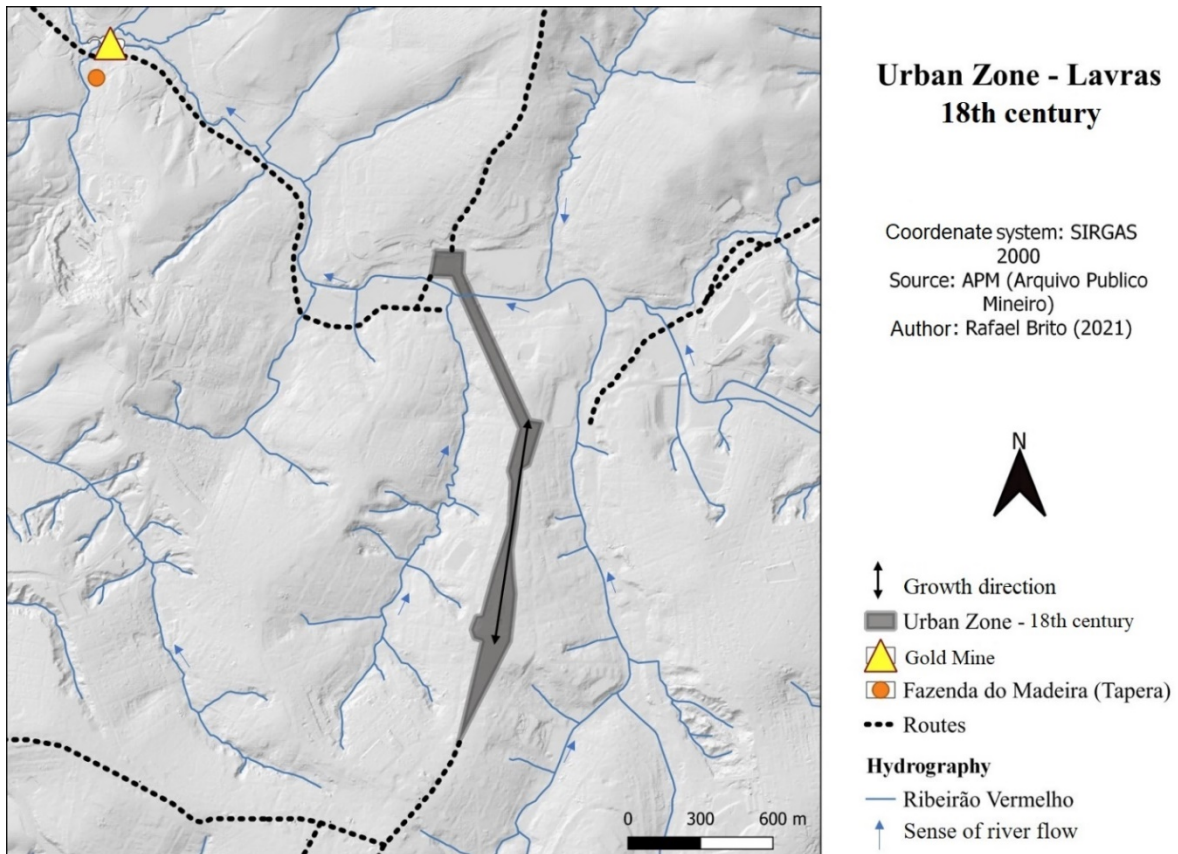 Urban Zone - Lavras
18th century
Coordenate system: SIRGAS
2000
Source: APM (Arquivo Publico
Mineiro)
Author: Rafael Brito (2021)
N
Growth direction
Urban Zone - 18th century
Gold Mine
Fazenda do Madeira (Tapera)
Routes
Hydrography
Ribeirão Vermelho
Sense of river flow
0 300 600 m